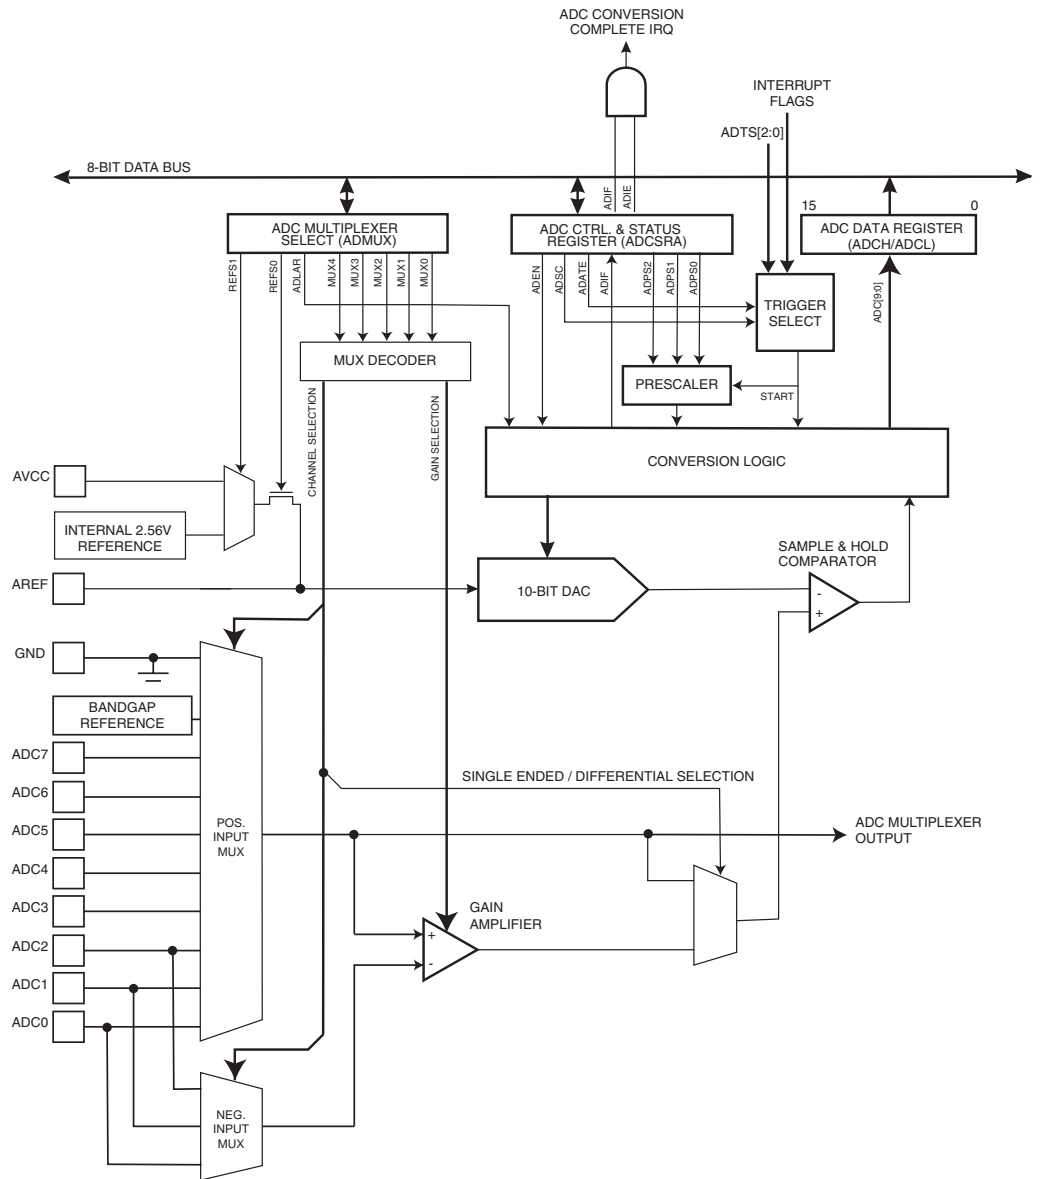 ADC CONVERSION
COMPLETE IRQ
INTERRUPT
FLAGS
ADTS[2:0]
8-BIT DATA BUS
ADIF
ADIE
15
0
ADC MULTIPLEXER
SELECT (ADMUX)
ADC CTRL. & STATUS
REGISTER (ADCSRA)
ADC DATA REGISTER
(ADCH/ADCL)
REFS1
REFS0
ADLAR
MUX4
MUX3
MUX2
MUX1
MUX0
ADEN
ADSC
ADATE
ADIF
ADPS2
ADPS1
ADPS0
ADC[9:0]
TRIGGER
SELECT
MUX DECODER
PRESCALER
START
CHANNEL SELECTION
GAIN SELECTION
CONVERSION LOGIC
AVCC
INTERNAL 2.56V
REFERENCE
SAMPLE & HOLD
COMPARATOR
AREF
10-BIT DAC
-
+
GND
BANDGAP
REFERENCE
ADC7
SINGLE ENDED / DIFFERENTIAL SELECTION
ADC6
ADC5
POS.
INPUT
MUX
ADC MULTIPLEXER
OUTPUT
ADC4
ADC3
GAIN
AMPLIFIER
+
-
ADC2
ADC1
ADC0
NEG.
INPUT
MUX